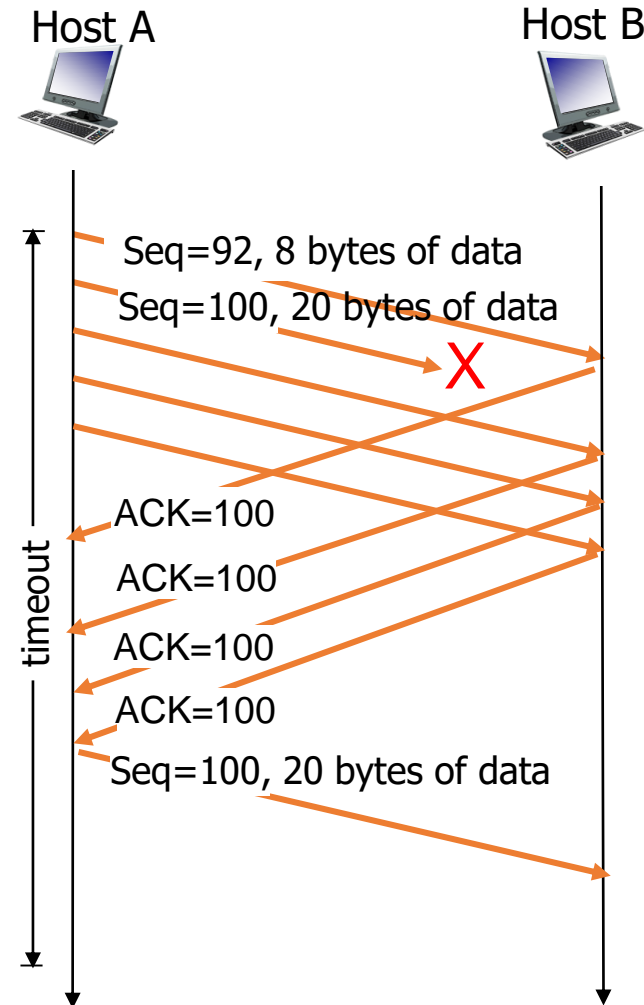 Host A
Host B
Seq=92, 8 bytes of data
Seq=100, 20 bytes of data
X
ACK=100
ACK=100
timeout
ACK=100
ACK=100
Seq=100, 20 bytes of data